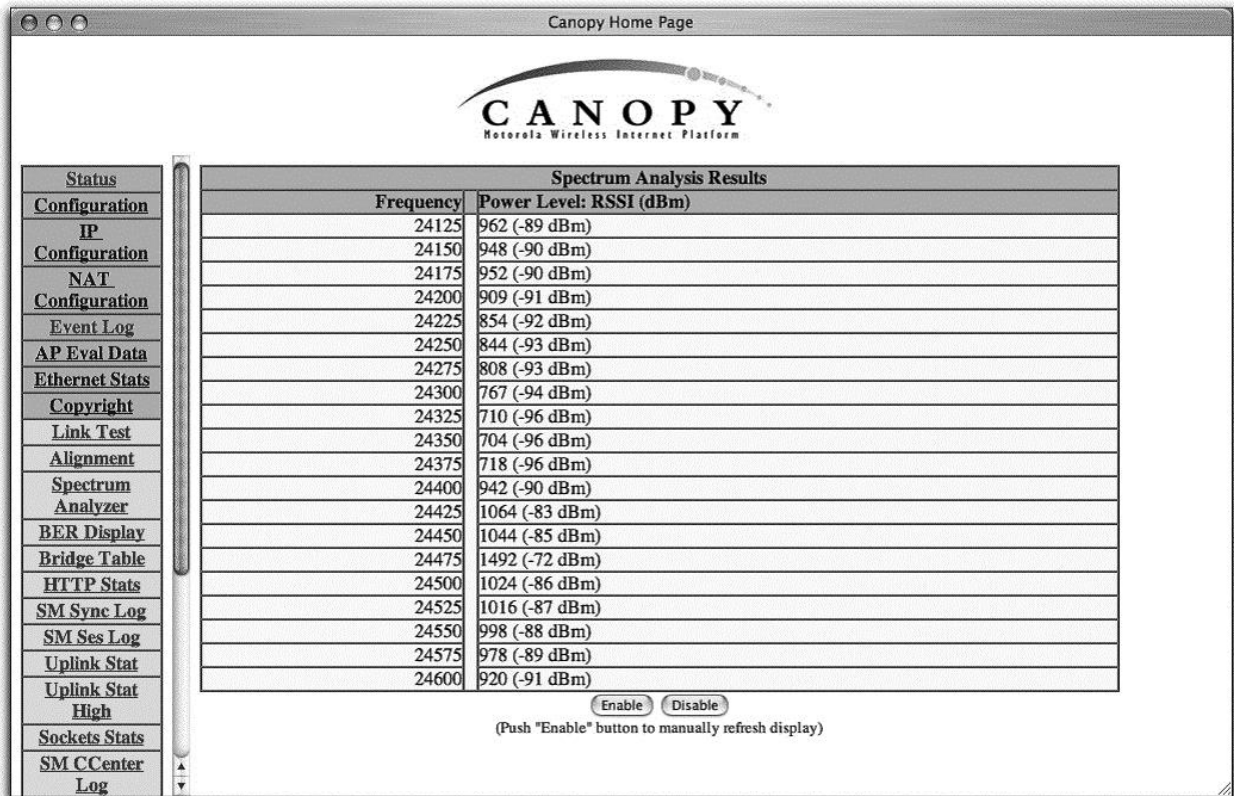 Canopy Home Page
CANOPY
Motorola Wireless Internet Platform
Status
Configuration
IP
Configuration
NAT
Configuration
Event Log
AP Eval Data
Ethernet Stats
Copyright
Link Test
Alignment
Spectrum
Analyzer
BER Display
Bridge Table
HTTP Stats
SM Sync Log
SM Ses Log
Uplink Stat
Uplink Stat
High
Sockets Stats
SM CCenter
Log
Spectrum Analysis Results
Frequency Power Level: RSSI (dBm)
24125 962 (-89 dBm)
24150 948 (-90 dBm)
24175 952 (-90 dBm)
24200 909 (-91 dBm)
24225 854 (-92 dBm)
24250 844 (-93 dBm)
24275 808 (-93 dBm)
24300 767 (-94 dBm)
24325 710 (-96 dBm)
24350 704 (-96 dBm)
24375 718 (-96 dBm)
24400 942 (-90 dBm)
24425 1064 (-83 dBm)
24450 1044 (-85 dBm)
24475 1492 (-72 dBm)
24500 1024 (-86 dBm)
24525 1016 (-87 dBm)
24550 998 (-88 dBm)
24575 978 (-89 dBm)
24600 920 (-91 dBm)
Enable Disable
(Push "Enable" button to manually refresh display)